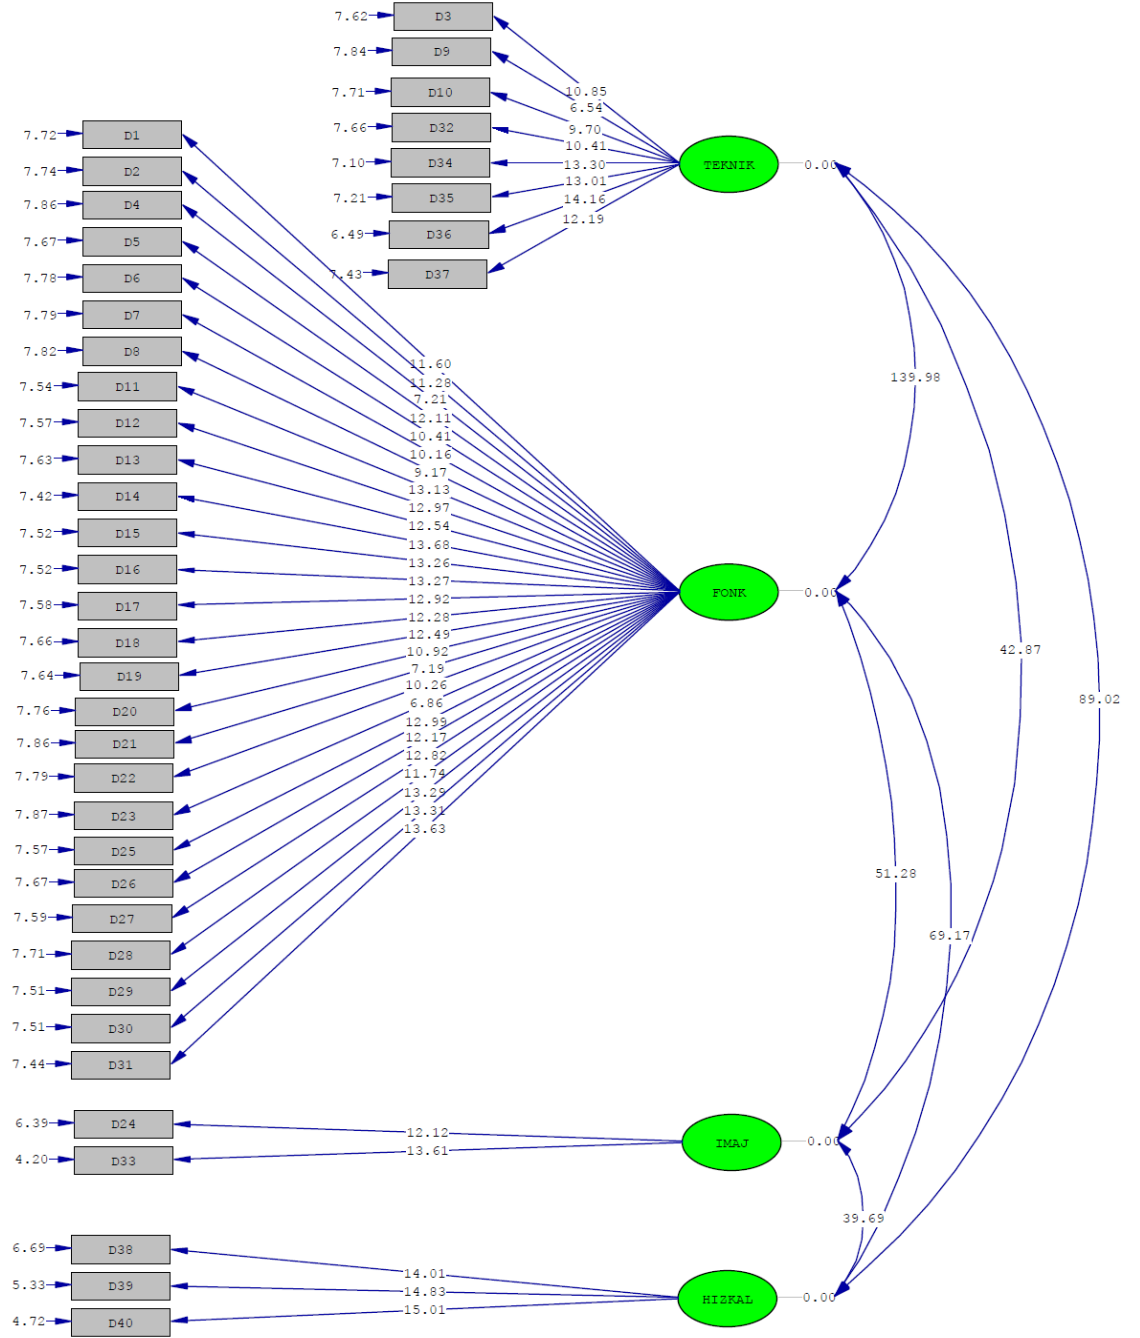 7.62 D3
7.84 D9
7.71 D10
7.66 D32
7.10 D34
7.21 D35
6.49 D36
7.43 D37
10.85
6.54
9.70
10.41
13.30
13.01
14.16
12.19
TEKNIK 0.00
7.72 D1
7.74 D2
7.86 D4
7.67 D5
7.78 D6
7.79 D7
7.82 D8
7.54 D11
7.57 D12
7.63 D13
7.42 D14
7.52 D15
7.52 D16
7.58 D17
7.66 D18
7.64 D19
7.76 D20
7.86 D21
7.79 D22
7.87 D23
7.57 D25
7.67 D26
7.59 D27
7.71 D28
7.51 D29
7.51 D30
7.44 D31
11.60
11.28
7.21
12.11
10.41
10.16
9.17
13.13
12.97
12.54
13.68
13.26
13.27
12.92
12.28
12.49
10.92
7.19
10.26
6.86
12.99
12.17
12.82
11.74
13.29
13.31
13.63
FONK 0.00
139.98
42.87
89.02
51.28
69.17
6.39 D24
4.20 D33
12.12
13.61
IMAJ 0.00
39.69
6.69 D38
5.33 D39
4.72 D40
14.01
14.83
15.01
HIZKAL 0.00